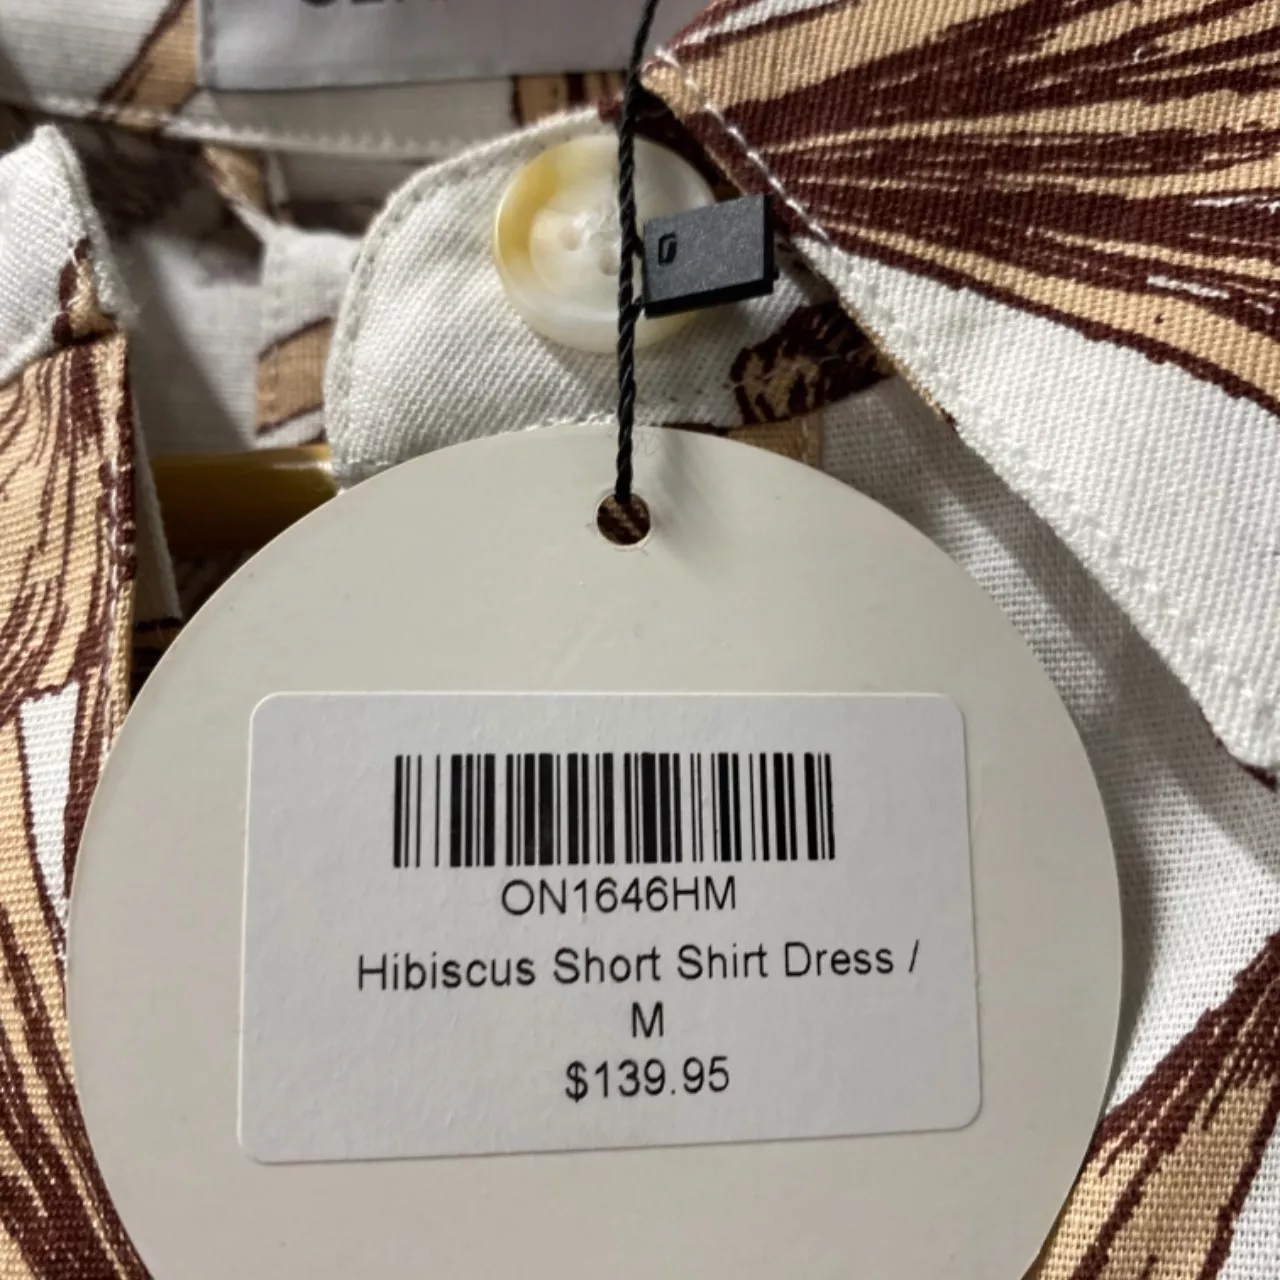 ON1646HM
Hibiscus Short Shirt Dress /
M
$139.95